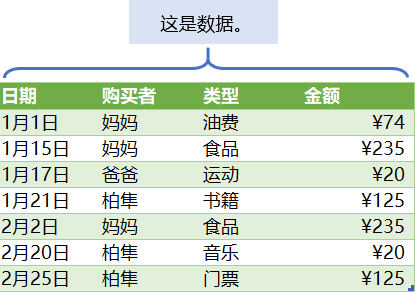 这是数据。
日期 购买者 类型 金额
1月1日 妈妈 油费 ¥74
1月15日 妈妈 食品 ¥235
1月17日 爸爸 运动 ¥20
1月21日 柏隼 书籍 ¥125
2月2日 妈妈 食品 ¥235
2月20日 柏隼 音乐 ¥20
2月25日 柏隼 门票 ¥125